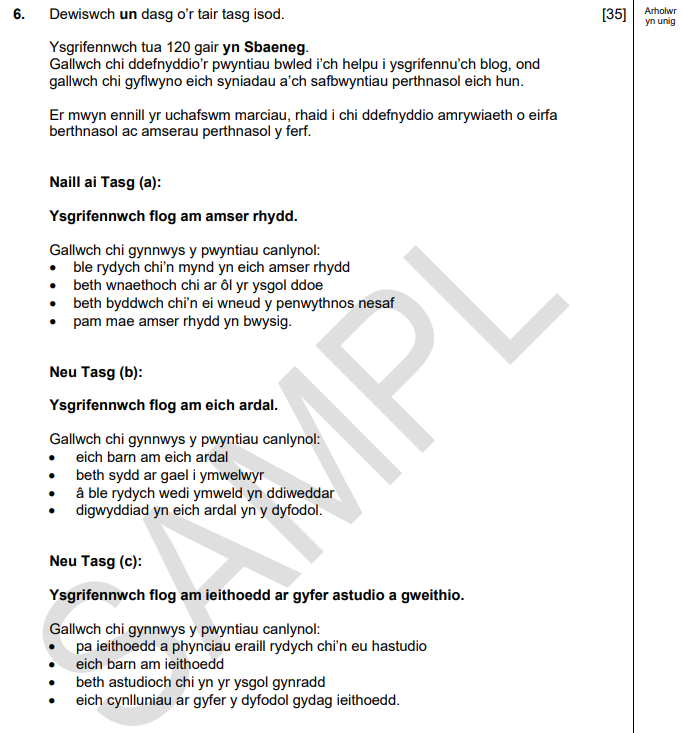 6. Dewiswch un dasg o'r tair tasg isod. [35]
Arholwr
yn unig
Ysgrifennwch tua 120 gair yn Sbaeneg.
Gallwch chi ddefnyddio'r pwyntiau bwled i'ch helpu i ysgrifennu'ch blog, ond
gallwch chi gyflwyno eich syniadau a'ch safbwyntiau perthnasol eich hun.
Er mwyn ennill yr uchafswm marciau, rhaid i chi ddefnyddio amrywiaeth o eirfa
berthnasol ac amserau perthnasol y ferf.
Naill ai Tasg (a):
Ysgrifennwch flog am amser rhydd.
Gallwch chi gynnwys y pwyntiau canlynol:
• ble rydych chi'n mynd yn eich amser rhydd
• beth wnaethoch chi ar ôl yr ysgol ddoe
• beth byddwch chi'n ei wneud y penwythnos nesaf
• pam mae amser rhydd yn bwysig.
Neu Tasg (b):
Ysgrifennwch flog am eich ardal.
Gallwch chi gynnwys y pwyntiau canlynol:
• eich barn am eich ardal
• beth sydd ar gael i ymwelwyr
• â ble rydych wedi ymweld yn ddiweddar
• digwyddiad yn eich ardal yn y dyfodol.
Neu Tasg (c):
Ysgrifennwch flog am ieithoedd ar gyfer astudio a gweithio.
Gallwch chi gynnwys y pwyntiau canlynol:
• pa ieithoedd a phynciau eraill rydych chi'n eu hastudio
• eich barn am ieithoedd
• beth astudioch chi yn yr ysgol gynradd
• eich cynlluniau ar gyfer y dyfodol gydag ieithoedd.
SAMPL